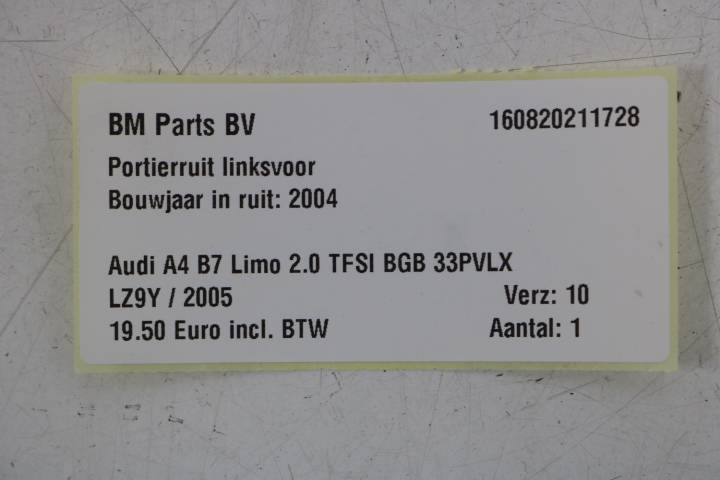 BM Parts BV 160820211728
Portierruit linksvoor
Bouwjaar in ruit: 2004
Audi A4 B7 Limo 2.0 TFSI BGB 33PVLX
LZ9Y / 2005 Verz: 10
19.50 Euro incl. BTW Aantal: 1